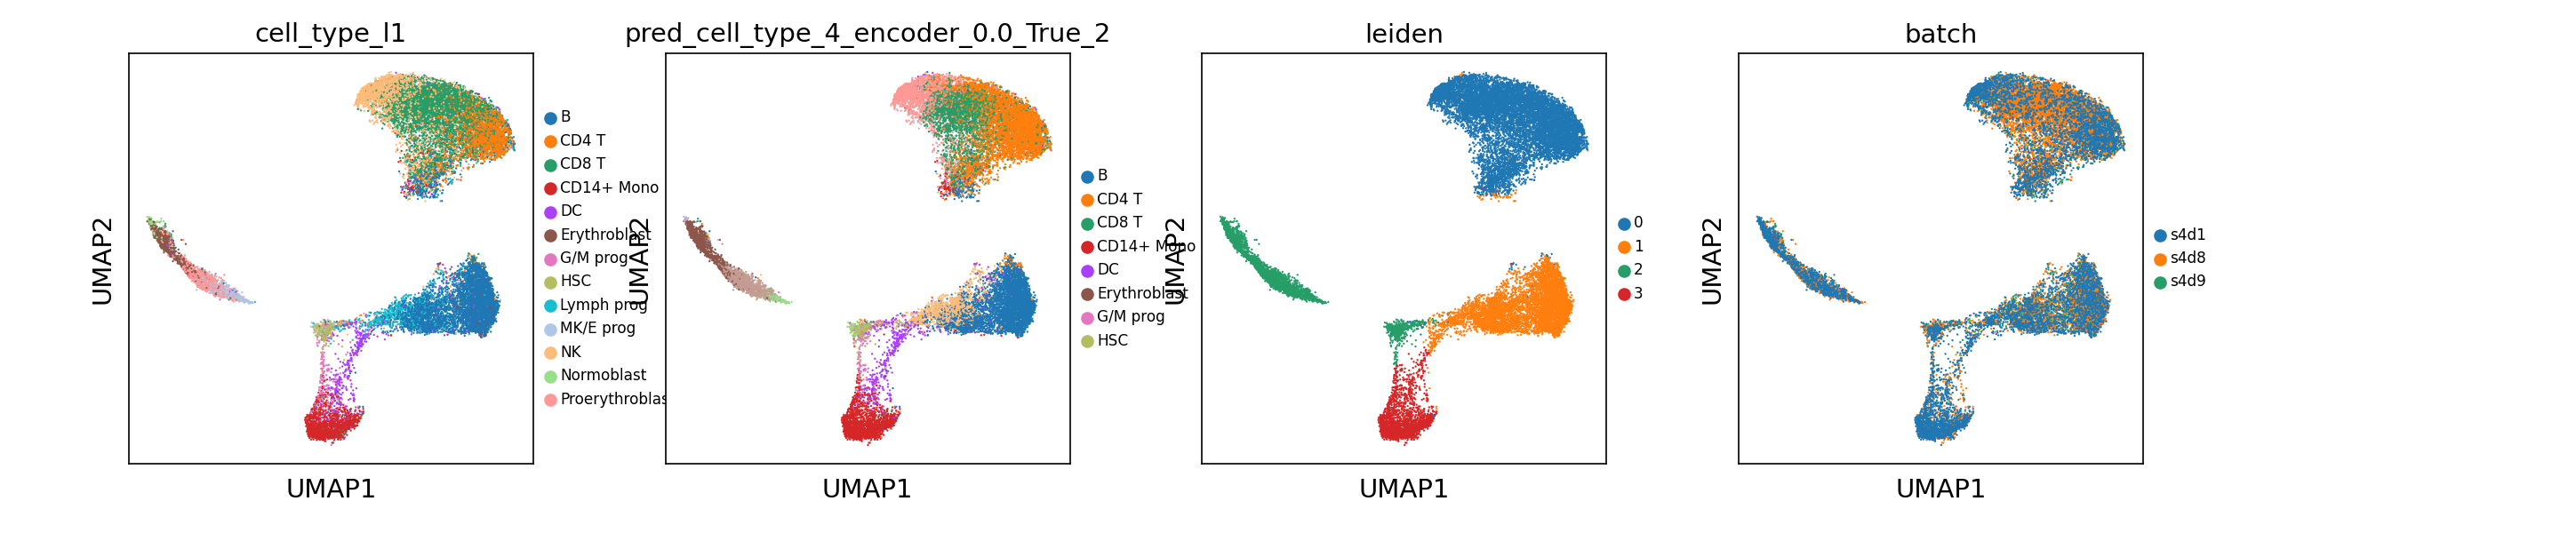 cell_type_l1
UMAP2
UMAP1
B
CD4 T
CD8 T
CD14+ Mono
DC
Erythroblast
G/M prog
HSC
Lymph prog
MK/E prog
NK
Normoblast
Proerythroblas
pred_cell_type_4_encoder_0.0_True_2
UMAP2
UMAP1
B
CD4 T
CD8 T
CD14+ Mono
DC
Erythroblast
G/M prog
HSC
leiden
UMAP2
UMAP1
0
1
2
3
batch
UMAP2
UMAP1
s4d1
s4d8
s4d9